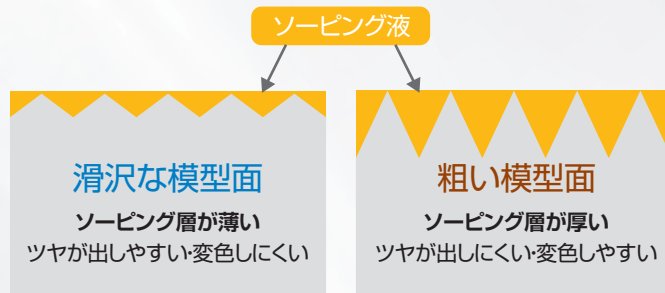 ソーピング液
滑沢な模型面
ソーピング層が薄い
ツヤが出しやすい・変色しにくい
粗い模型面
ソーピング層が厚い
ツヤが出しにくい・変色しやすい